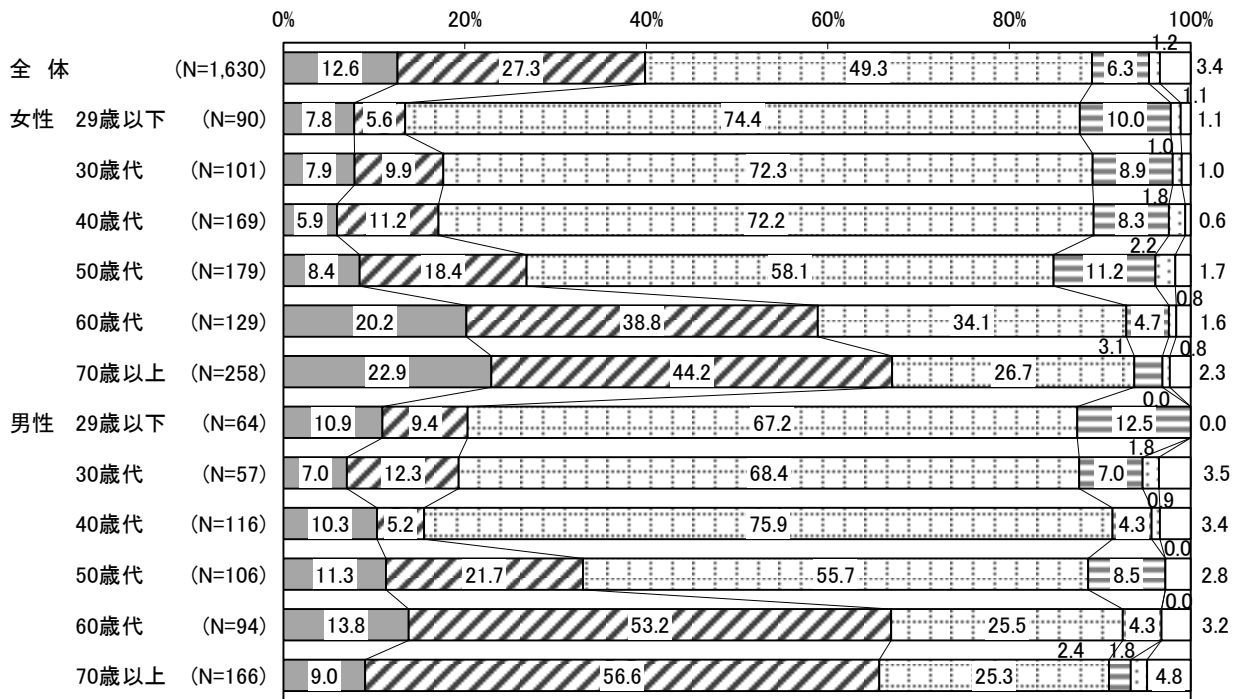 0% 20% 40% 60% 80% 100%
1.2
全 体 (N=1,630) 12.6 27.3 49.3 6.3 3.4
1.1
女性 29歳以下 (N=90) 7.8 5.6 74.4 10.0 1.1
1.0
30歳代 (N=101) 7.9 9.9 72.3 8.9 1.0
1.8
40歳代 (N=169) 5.9 11.2 72.2 8.3 0.6
2.2
50歳代 (N=179) 8.4 18.4 58.1 11.2 1.7
0.8
60歳代 (N=129) 20.2 38.8 34.1 4.7 1.6
3.1 0.8
70歳以上 (N=258) 22.9 44.2 26.7 2.3
0.0
男性 29歳以下 (N=64) 10.9 9.4 67.2 12.5 0.0
1.8
30歳代 (N=57) 7.0 12.3 68.4 7.0 3.5
0.9
40歳代 (N=116) 10.3 5.2 75.9 4.3 3.4
0.0
50歳代 (N=106) 11.3 21.7 55.7 8.5 2.8
0.0
60歳代 (N=94) 13.8 53.2 25.5 4.3 3.2
2.4 1.8
70歳以上 (N=166) 9.0 56.6 25.3 4.8